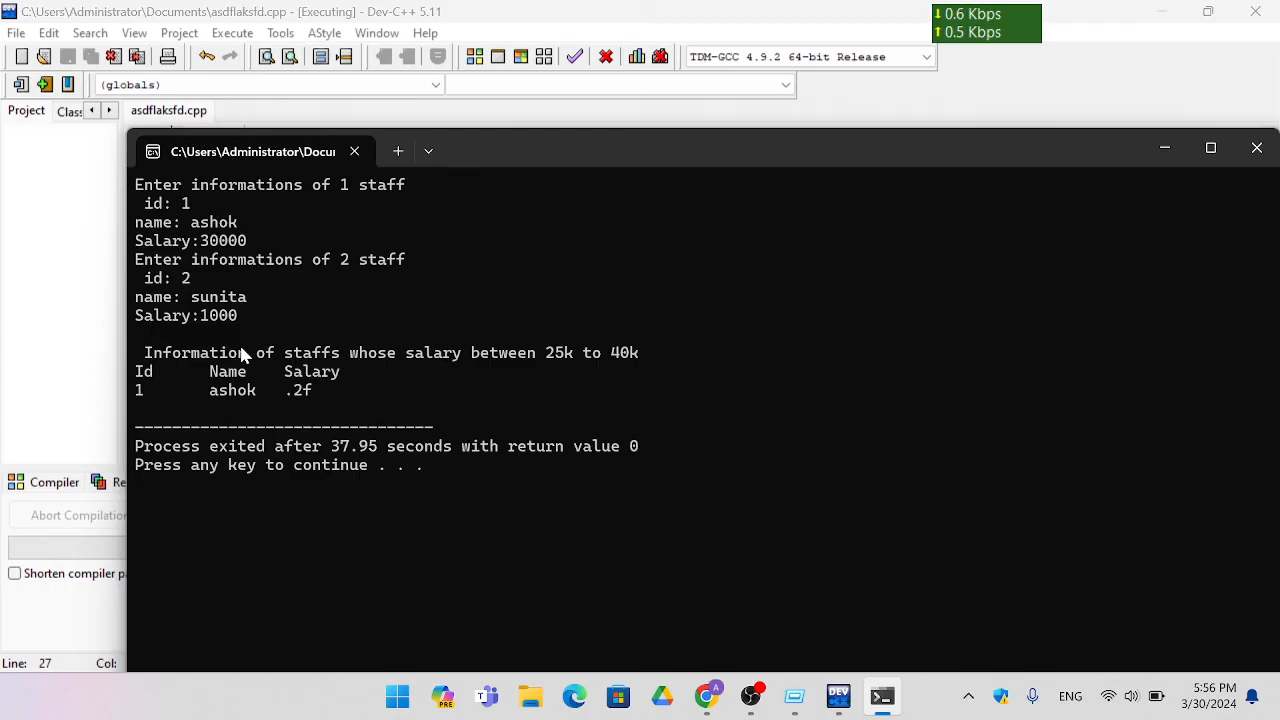 C:\Users\Administrator\Documents\asdflaksfd.cpp - [Executing] - Dev-C++ 5.11
0.6 Kbps
0.5 Kbps
File Edit Search View Project Execute Tools AStyle Window Help
TDM-GCC 4.9.2 64-bit Release
(globals)
Project Class asdflaksfd.cpp
C:\Users\Administrator\Docu
Enter informations of 1 staff
id: 1
name: ashok
Salary:30000
Enter informations of 2 staff
id: 2
name: sunita
Salary:1000
Information of staffs whose salary between 25k to 40k
Id Name Salary
1 ashok .2f
--------------------------------
Process exited after 37.95 seconds with return value 0
Press any key to continue . . .
Compiler Re
Abort Compilation
Shorten compiler p
Line: 27 Col:
PRE
A
DEV
ENG
5:56 PM
3/30/2024